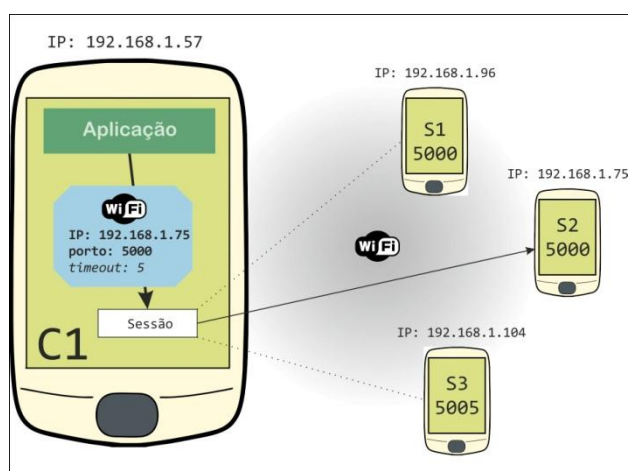 IP: 192.168.1.57
Aplicação
WiFi
IP: 192.168.1.75
porto: 5000
timeout: 5
Sessão
C1
IP: 192.168.1.96
S1
5000
IP: 192.168.1.75
S2
5000
WiFi
IP: 192.168.1.104
S3
5005